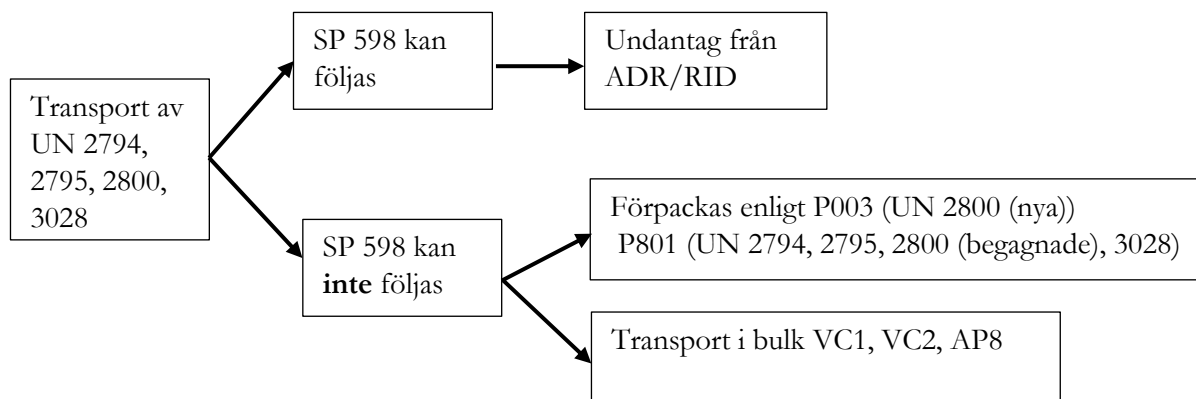 Transport av
UN 2794,
2795, 2800,
3028
SP 598 kan
följas
Undantag från
ADR/RID
SP 598 kan
inte följas
Förpackas enligt P003 (UN 2800 (nya))
P801 (UN 2794, 2795, 2800 (begagnade), 3028)
Transport i bulk VC1, VC2, AP8